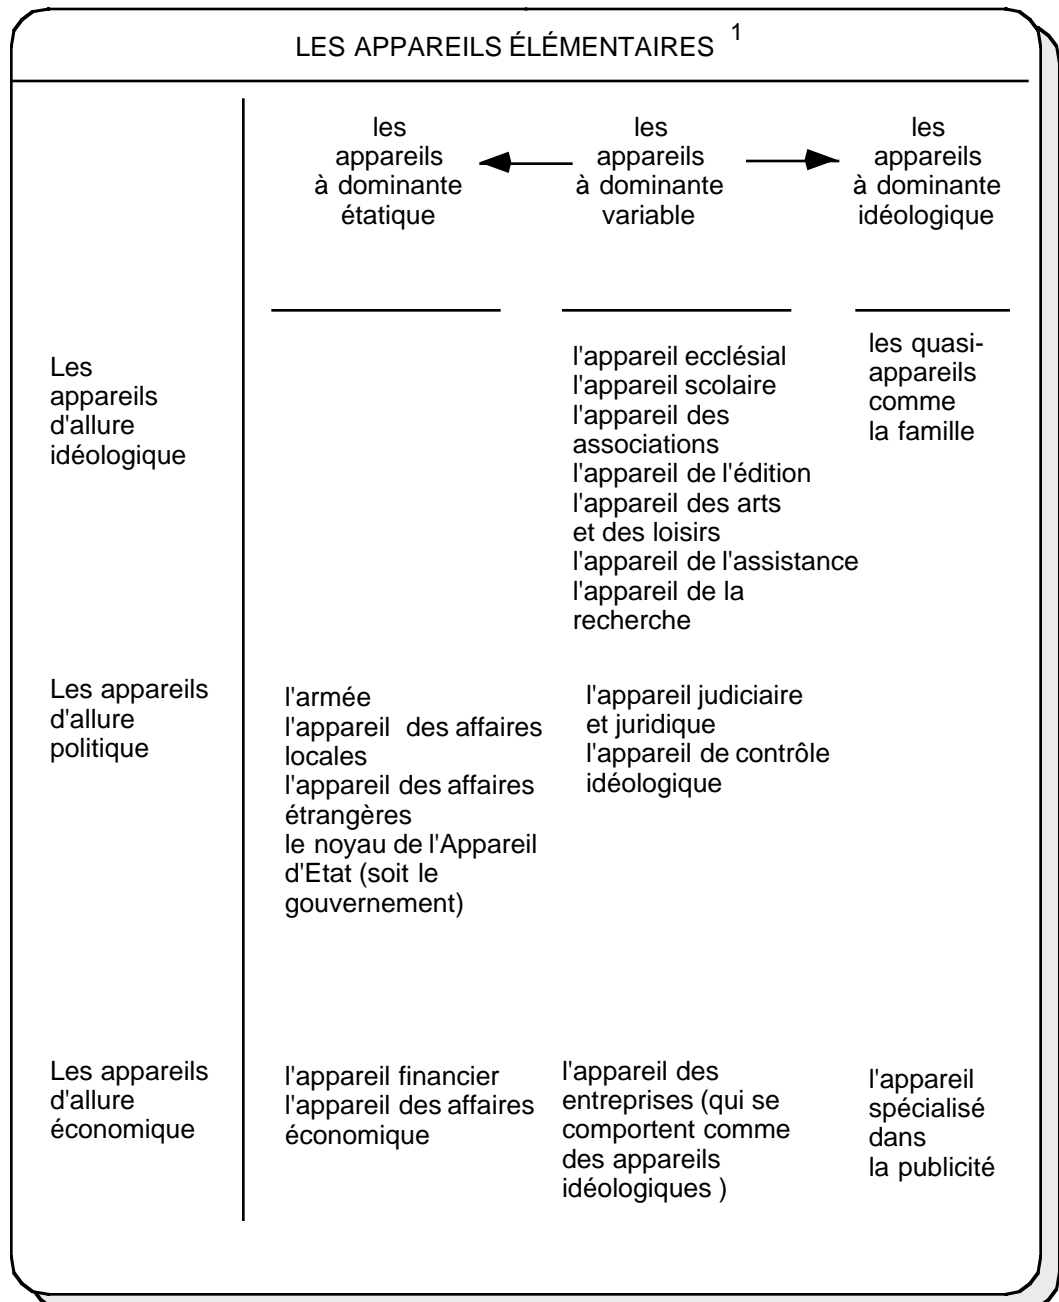 LES APPAREILS ÉLÉMENTAIRES 1
les
appareils
à dominante
étatique
les
appareils
à dominante
variable
les
appareils
à dominante
idéologique
Les
appareils
d'allure
idéologique
l'appareil ecclésial
l'appareil scolaire
l'appareil des
associations
l'appareil de l'édition
l'appareil des arts
et des loisirs
l'appareil de l'assistance
l'appareil de la
recherche
les quasi-
appareils
comme
la famille
Les appareils
d'allure
politique
l'armée
l'appareil des affaires
locales
l'appareil des affaires
étrangères
le noyau de l'Appareil
d'Etat (soit le
gouvernement)
l'appareil judiciaire
et juridique
l'appareil de contrôle
idéologique
Les appareils
d'allure
économique
l'appareil financier
l'appareil des affaires
économique
l'appareil des
entreprises (qui se
comportent comme
des appareils
idéologiques )
l'appareil
spécialisé
dans
la publicité